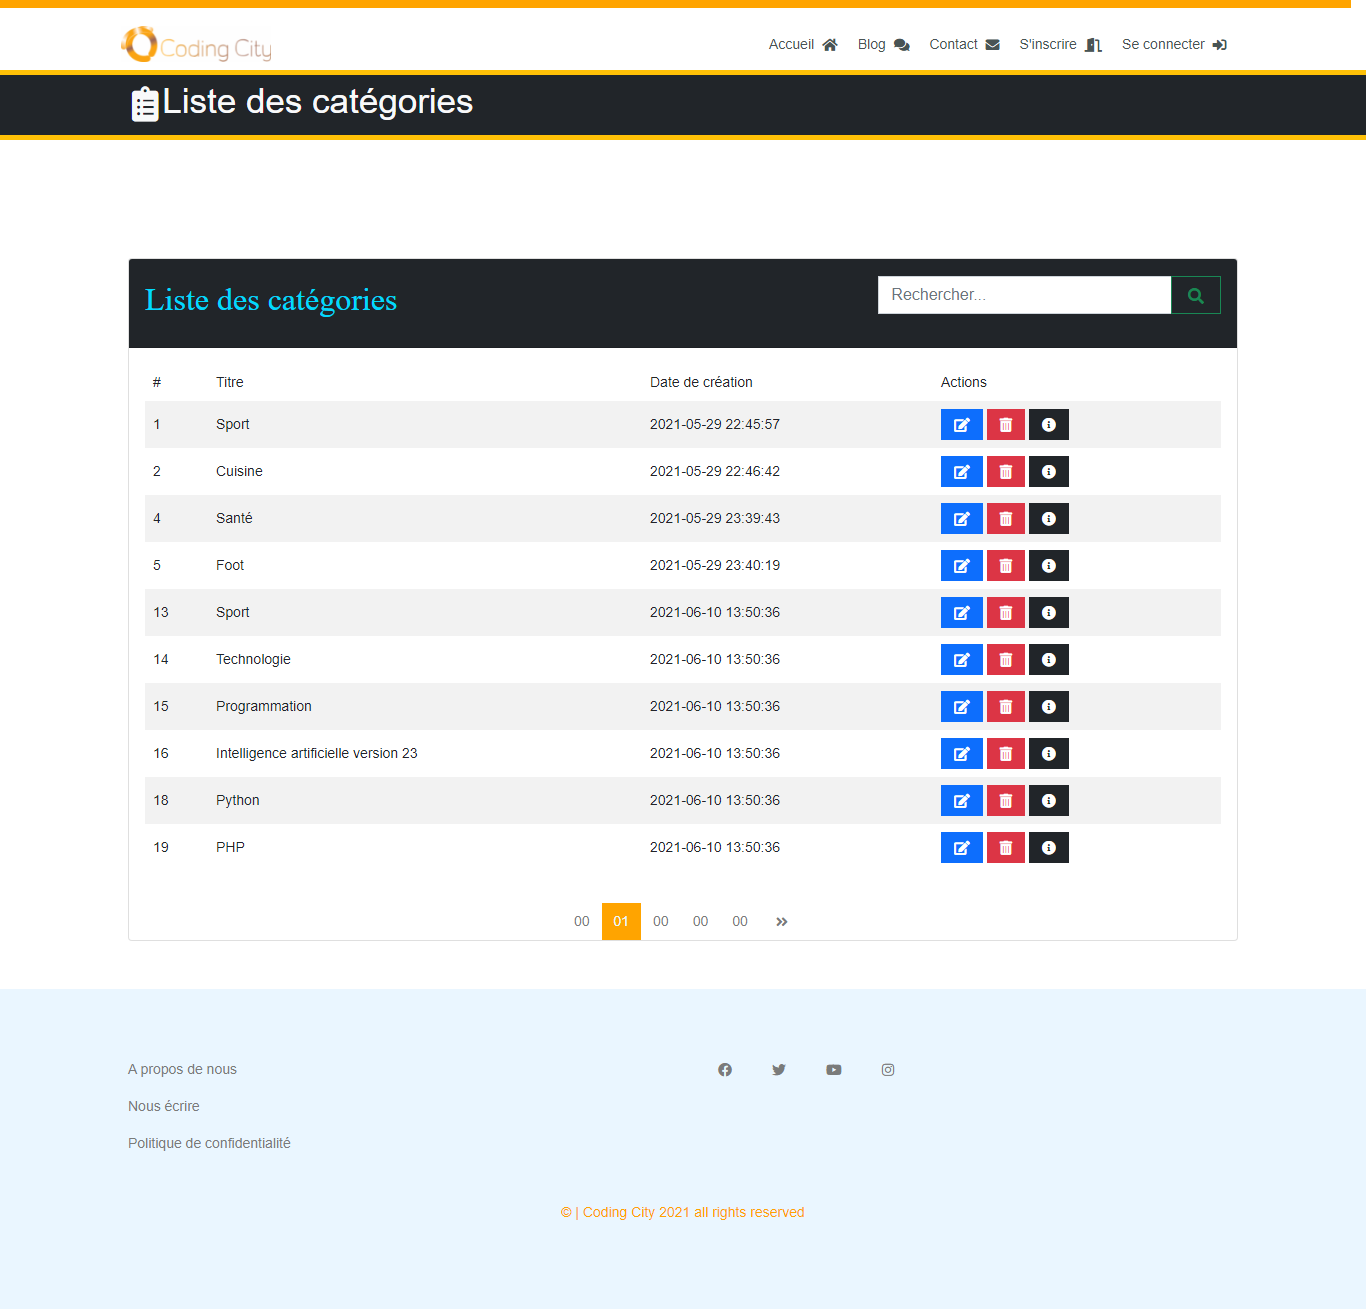 Coding City
Accueil Blog Contact S'inscrire Se connecter
Liste des catégories
Liste des catégories
Rechercher...
# Titre Date de création Actions
1 Sport 2021-05-29 22:45:57
2 Cuisine 2021-05-29 22:46:42
4 Santé 2021-05-29 23:39:43
5 Foot 2021-05-29 23:40:19
13 Sport 2021-06-10 13:50:36
14 Technologie 2021-06-10 13:50:36
15 Programmation 2021-06-10 13:50:36
16 Intelligence artificielle version 23 2021-06-10 13:50:36
18 Python 2021-06-10 13:50:36
19 PHP 2021-06-10 13:50:36
00 01 00 00 00 »
A propos de nous
Nous écrire
Politique de confidentialité
© | Coding City 2021 all rights reserved